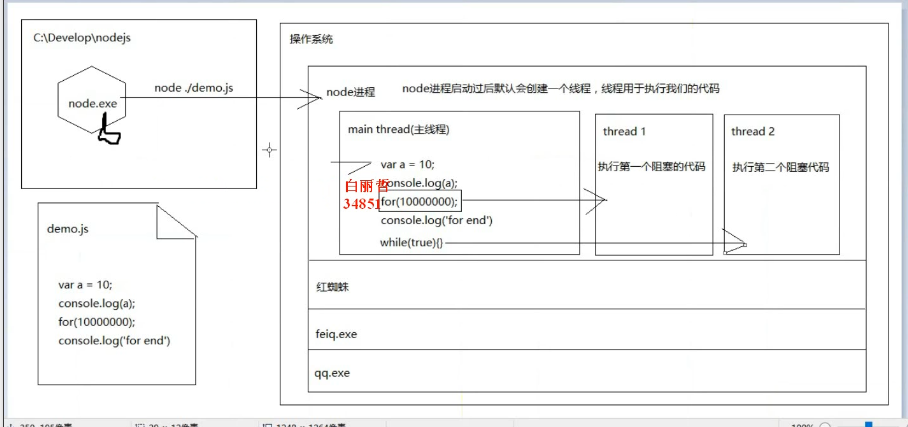 C:\Develop\nodejs
node.exe
node ./demo.js
demo.js
var a = 10;
console.log(a);
for(10000000);
console.log('for end')
操作系统
node进程
node进程启动过后默认会创建一个线程，线程用于执行我们的代码
main thread(主线程)
var a = 10;
console.log(a);
for(10000000);
console.log('for end')
while(true){}
白丽哲
34851
thread 1
执行第一个阻塞的代码
thread 2
执行第二个阻塞代码
红蜘蛛
feiq.exe
qq.exe
100%